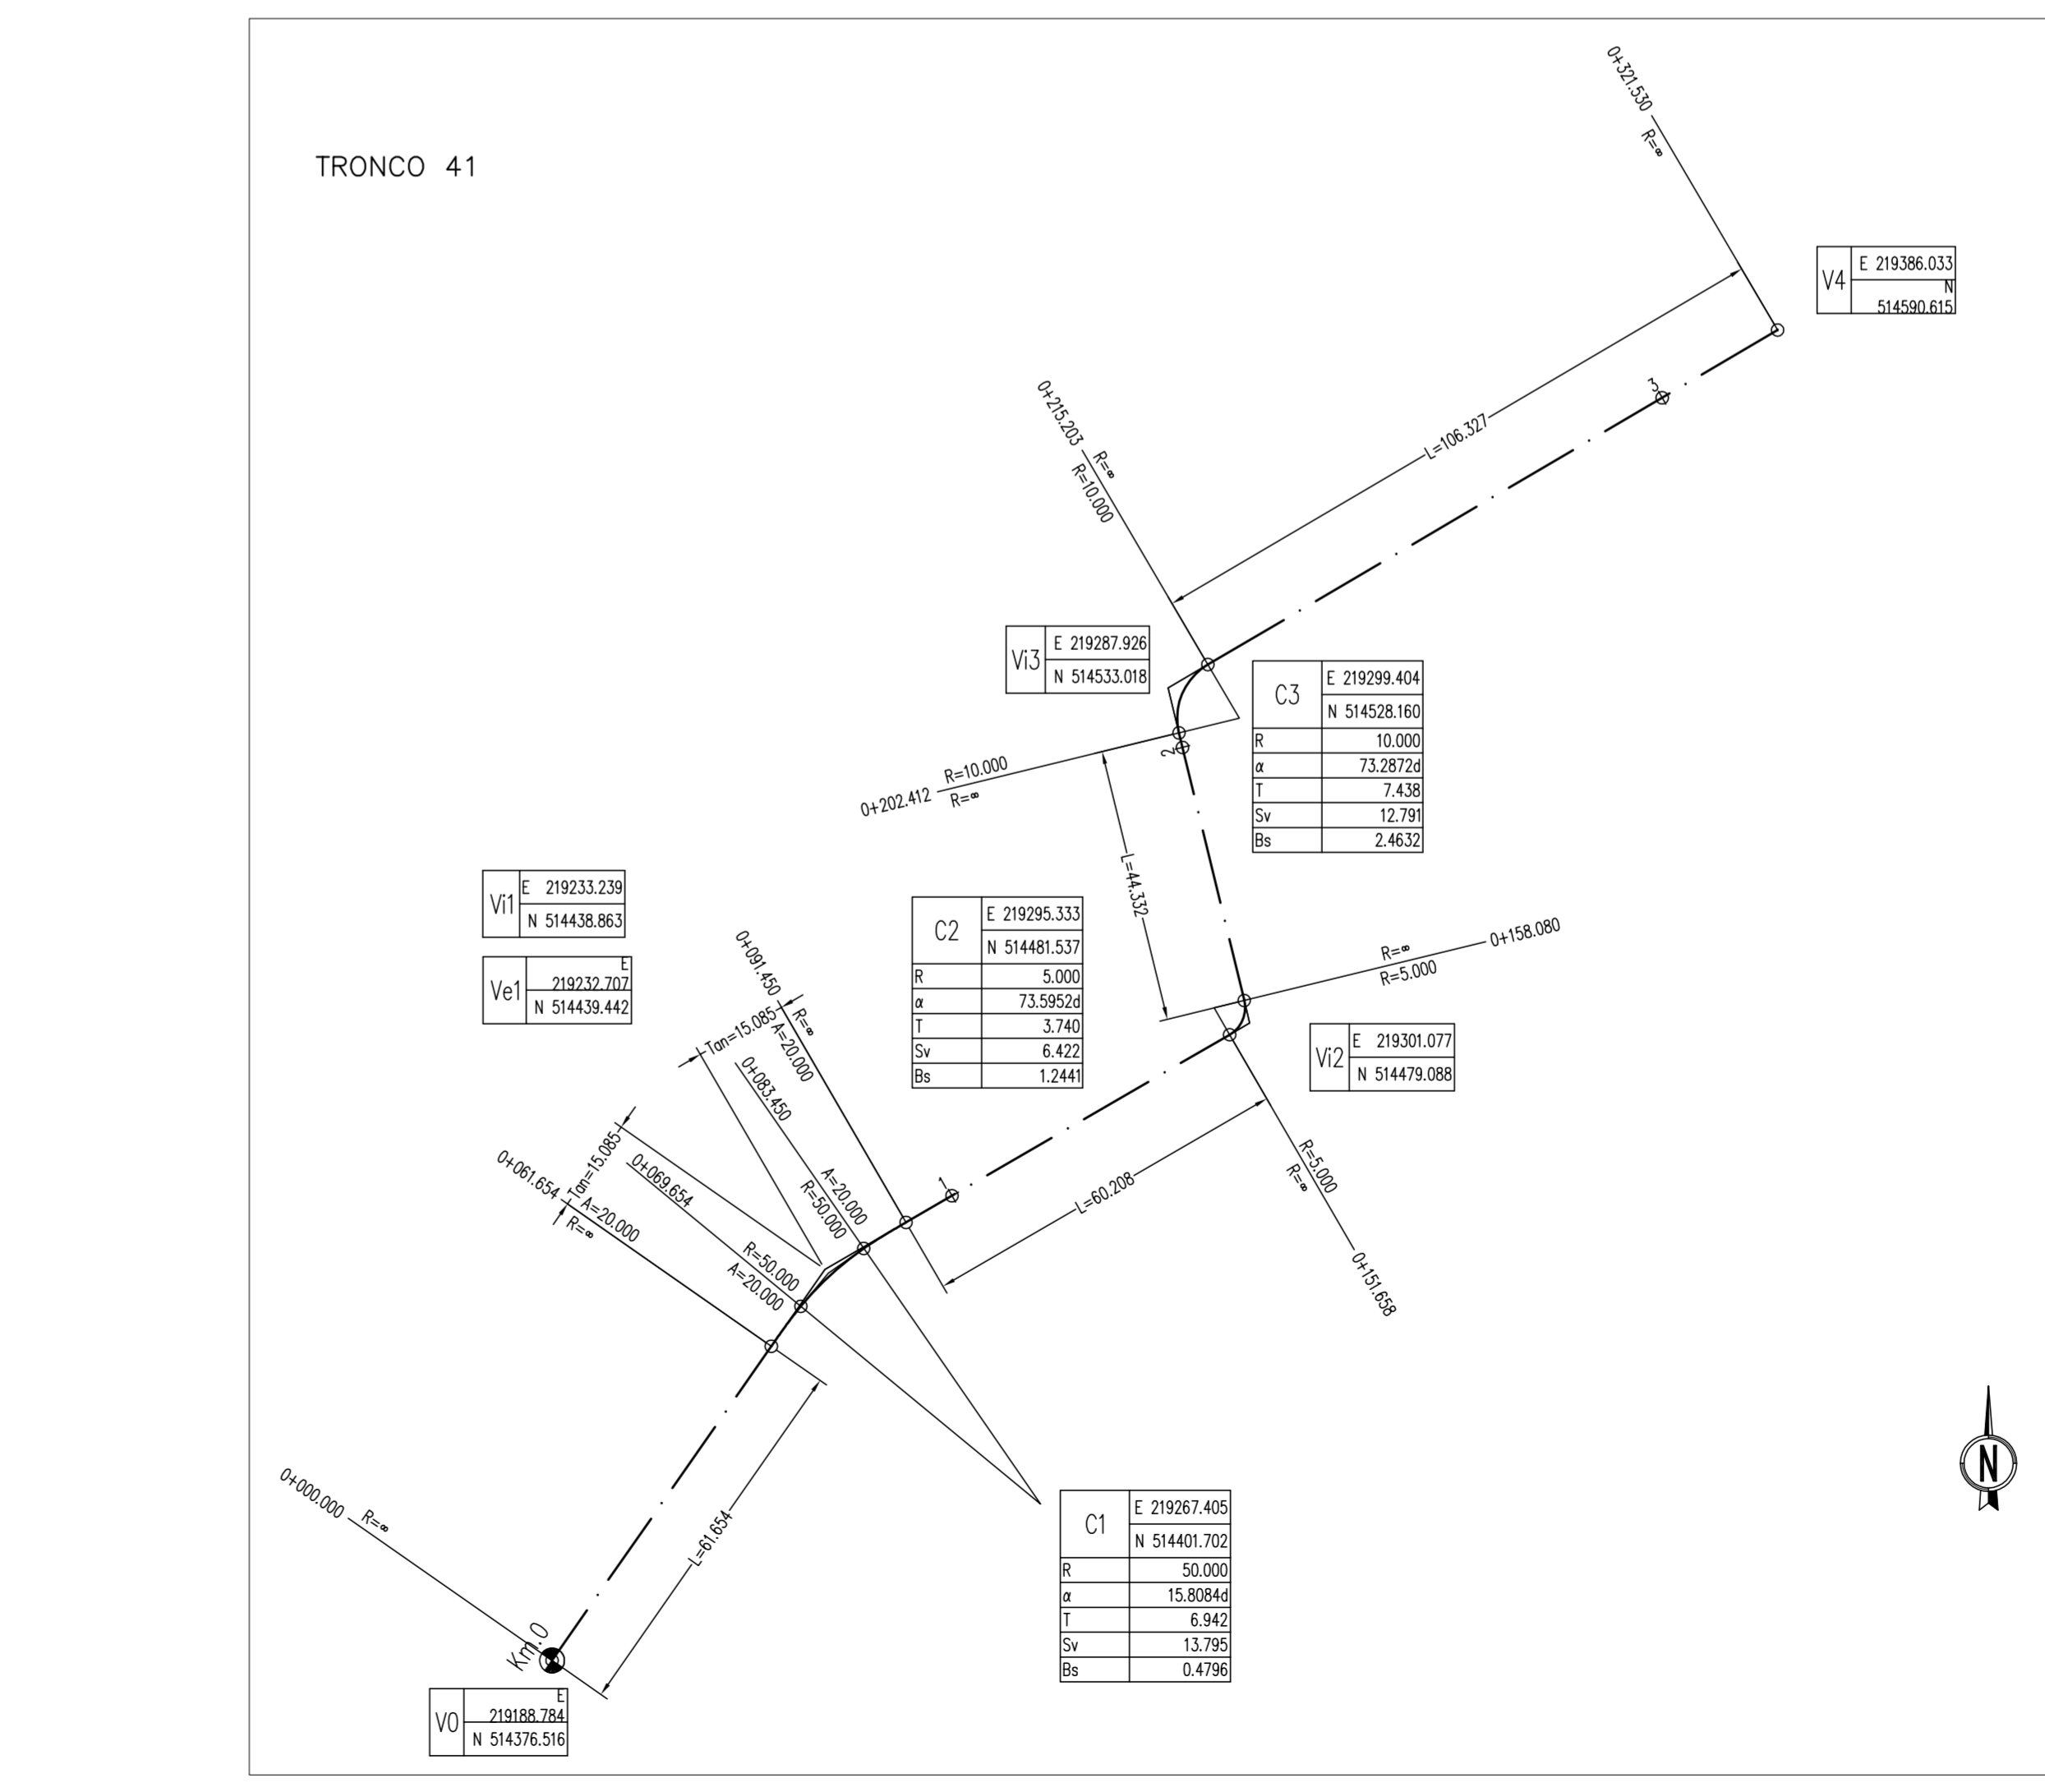 TRONCO 41
0+321.530
R=∞
V4
E 219386.033
N
514590.615
3
L=106.327
0+215.203
R=∞
R=10.000
Vi3
E 219287.926
N 514533.018
C3
E 219299.404
N 514528.160
R 10.000
α 73.2872d
T 7.438
Sv 12.791
Bs 2.4632
2
0+202.412
R=10.000
R=∞
L=44.332
Vi1
E 219233.239
N 514438.863
Ve1
E
219232.707
N 514439.442
C2
E 219295.333
N 514481.537
R 5.000
α 73.5952d
T 3.740
Sv 6.422
Bs 1.2441
R=∞
0+158.080
R=5.000
Vi2
E 219301.077
N 514479.088
0+091.450
R=∞
A=20.000
Tan=15.085
0+083.450
A=20.000
R=50.000
1
L=60.208
R=5.000
R=∞
0+151.658
Tan=15.085
0+061.654
A=20.000
R=∞
0+069.654
R=50.000
A=20.000
L=61.654
0+000.000
R=∞
Km.0
V0
E
219188.784
N 514376.516
C1
E 219267.405
N 514401.702
R 50.000
α 15.8084d
T 6.942
Sv 13.795
Bs 0.4796
N